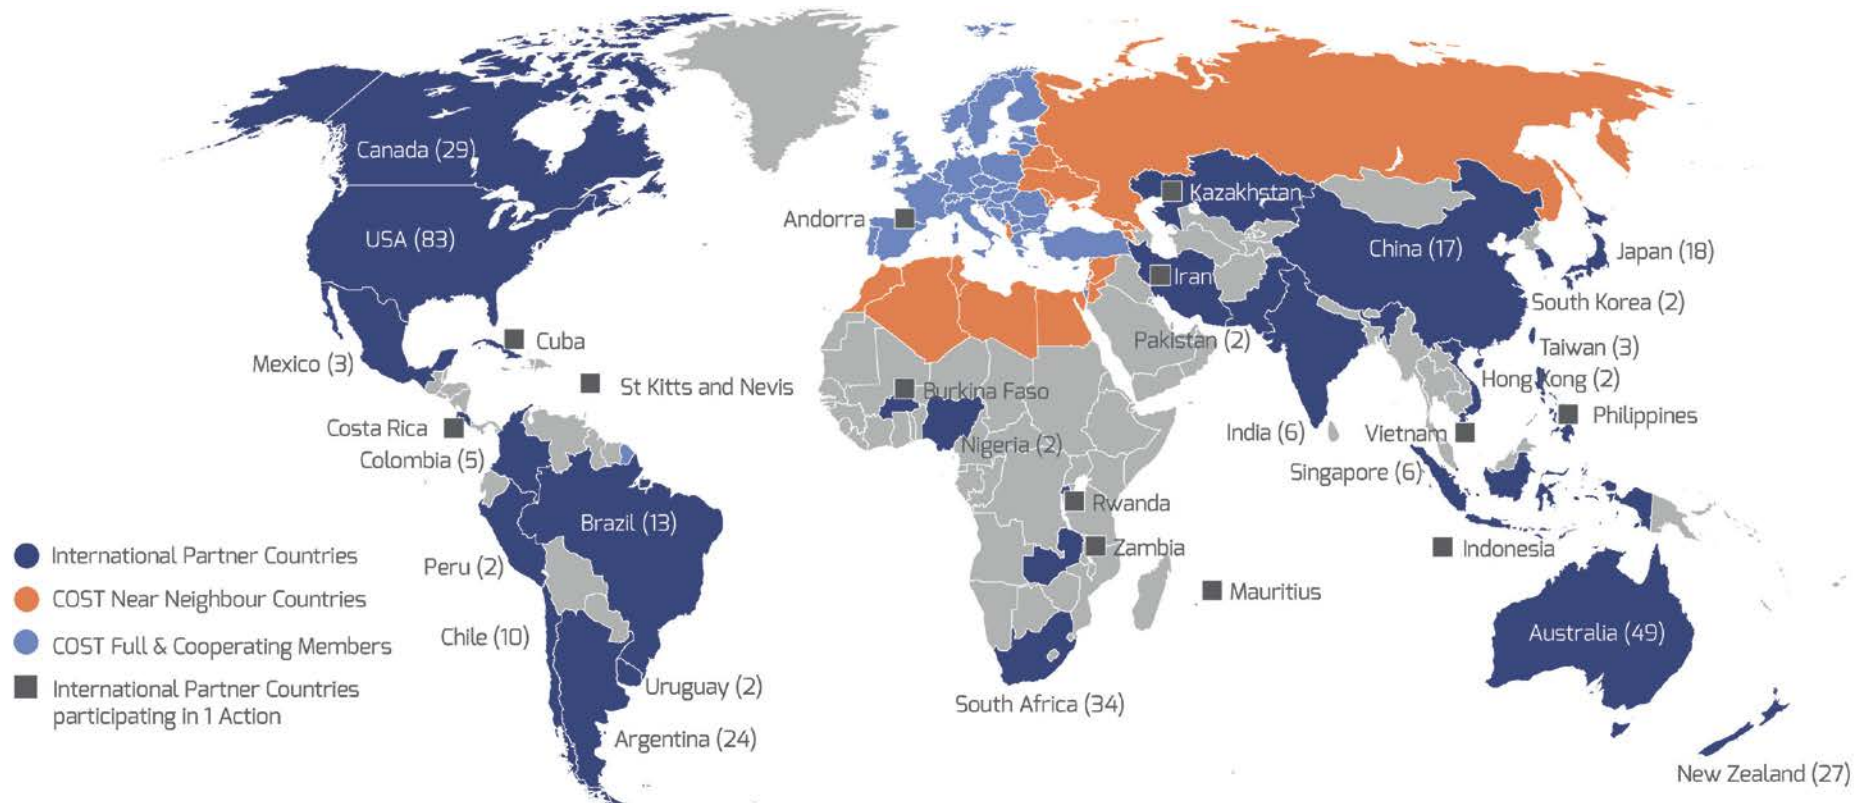 Canada (29)
USA (83)
Mexico (3)
Cuba
St Kitts and Nevis
Costa Rica
Colombia (5)
Brazil (13)
Peru (2)
Chile (10)
Uruguay (2)
Argentina (24)
Andorra
Kazakhstan
China (17)
Japan (18)
Iran
South Korea (2)
Pakistan (2)
Taiwan (3)
Hong Kong (2)
Burkina Faso
Philippines
Nigeria (2)
India (6)
Vietnam
Singapore (6)
Rwanda
Zambia
Indonesia
Mauritius
Australia (49)
South Africa (34)
New Zealand (27)
International Partner Countries
COST Near Neighbour Countries
COST Full & Cooperating Members
International Partner Countries
participating in 1 Action